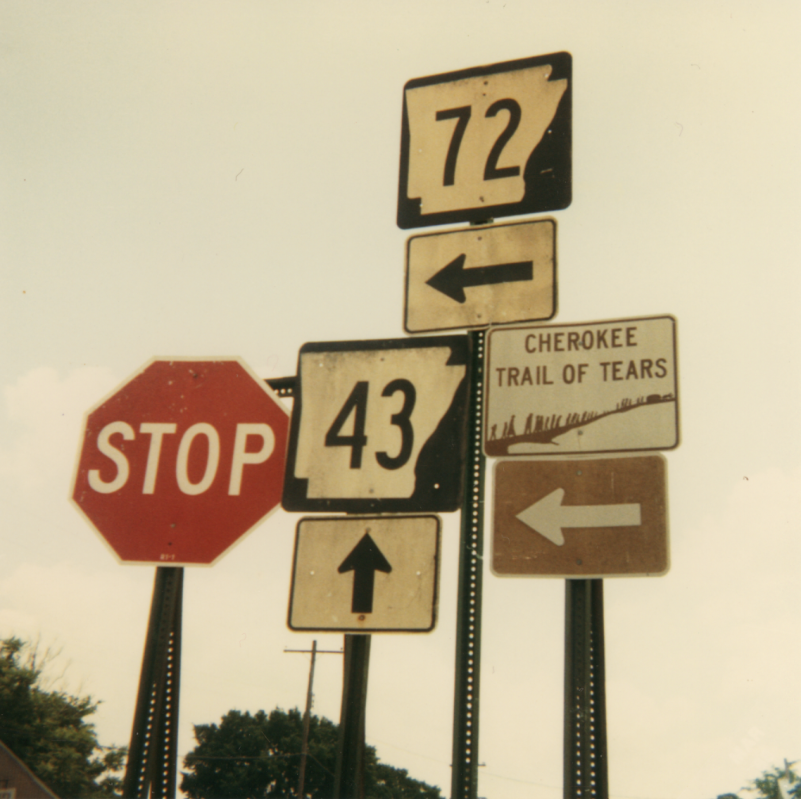 72
CHEROKEE
TRAIL OF TEARS
43
STOP